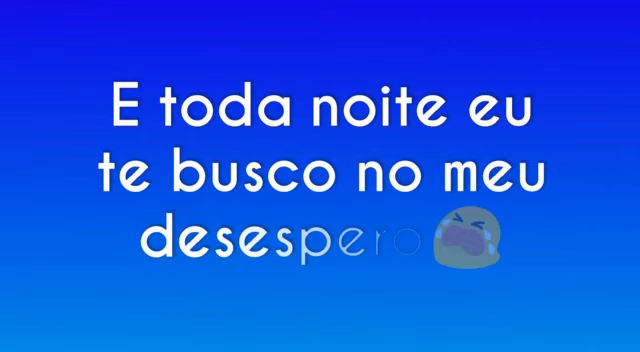 E toda noite eu
te busco no meu
desespero😭